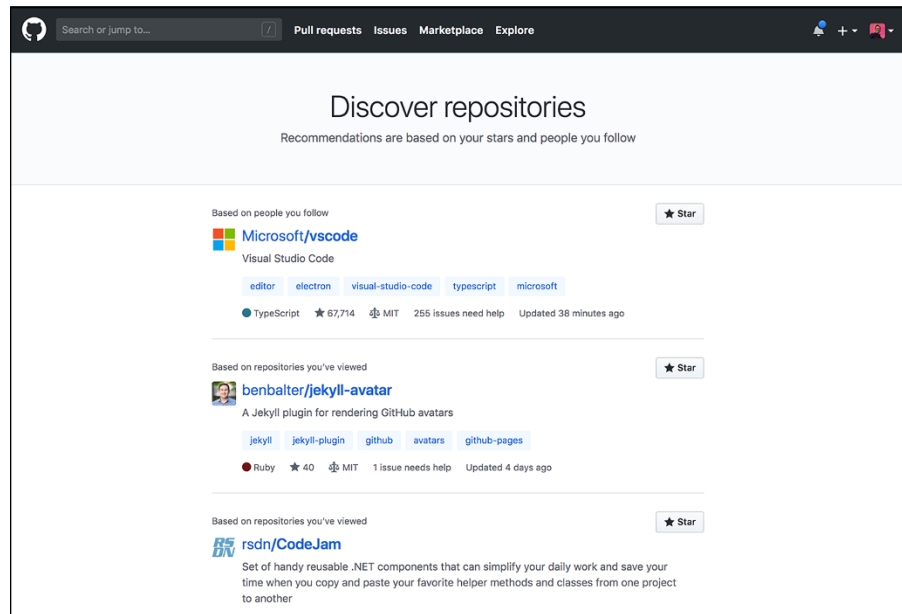 Search or jump to... /
Pull requests Issues Marketplace Explore
Discover repositories
Recommendations are based on your stars and people you follow
Based on people you follow
Star
Microsoft/vscode
Visual Studio Code
editor electron visual-studio-code typescript microsoft
TypeScript 67,714 MIT 255 issues need help Updated 38 minutes ago
Based on repositories you've viewed
Star
benbalter/jekyll-avatar
A Jekyll plugin for rendering GitHub avatars
jekyll jekyll-plugin github avatars github-pages
Ruby 40 MIT 1 issue needs help Updated 4 days ago
Based on repositories you've viewed
Star
RSDN
rsdn/CodeJam
Set of handy reusable .NET components that can simplify your daily work and save your
time when you copy and paste your favorite helper methods and classes from one project
to another